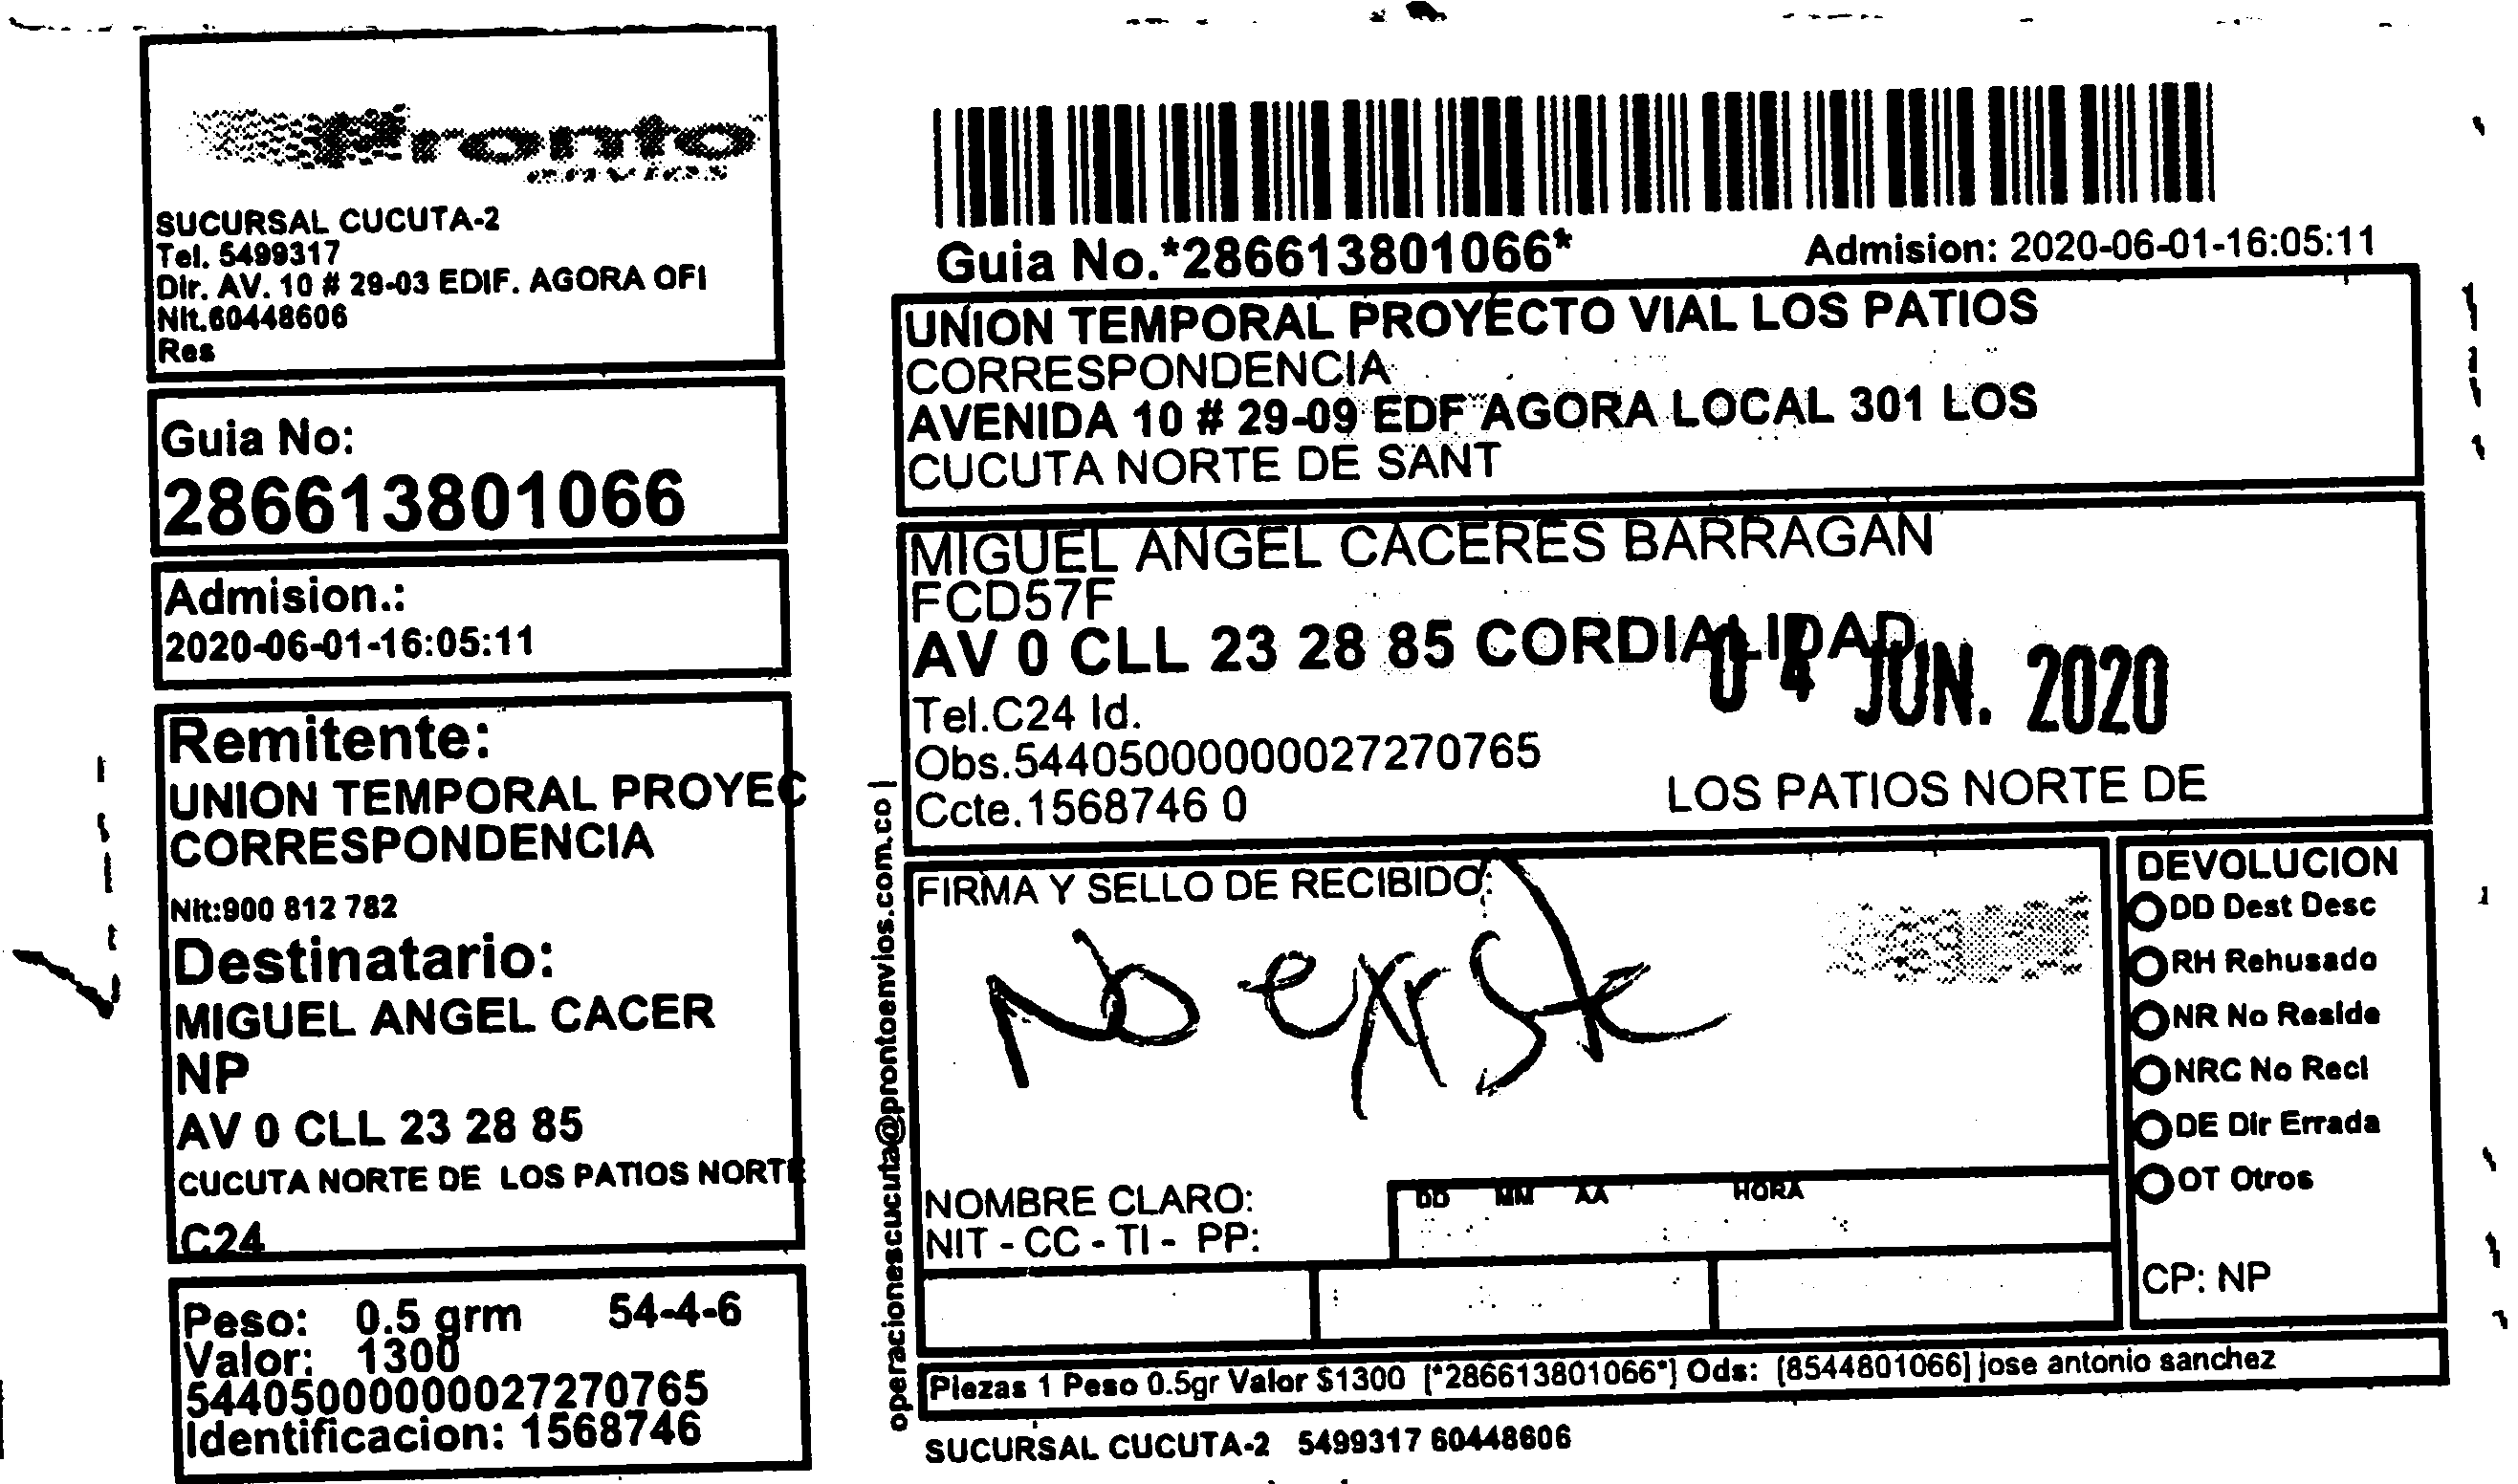 Pronto
envios
SUCURSAL CUCUTA-2
Tel. 5499317
Dir. AV. 10 # 29-03 EDIF. AGORA OFI
Nit.60448606
Res
Guia No:
286613801066
Admision.:
2020-06-01-16:05:11
Remitente:
UNION TEMPORAL PROYEC
CORRESPONDENCIA
Nit:900 812 782
Destinatario:
MIGUEL ANGEL CACER
NP
AV 0 CLL 23 28 85
CUCUTA NORTE DE LOS PATIOS NORTE
C24
Peso: 0.5 grm 54-4-6
Valor: 1300
544050000000027270765
Identificacion: 1568746
operacionescucuta@prontoenvios.com.co |
Guia No.*286613801066* Admision: 2020-06-01-16:05:11
UNION TEMPORAL PROYECTO VIAL LOS PATIOS
CORRESPONDENCIA
AVENIDA 10 # 29-09 EDF AGORA LOCAL 301 LOS
CUCUTA NORTE DE SANT
MIGUEL ANGEL CACERES BARRAGAN
FCD57F
AV 0 CLL 23 28 85 CORDIALIDAD
04 JUN. 2020
Tel.C24 Id.
Obs.544050000000027270765
Ccte.1568746 0 LOS PATIOS NORTE DE
FIRMA Y SELLO DE RECIBIDO:
No existe
NOMBRE CLARO:
NIT - CC - TI - PP:
DD MM AA HORA
DEVOLUCION
DD Dest Desc
RH Rehusado
NR No Reside
NRC No Recl
DE Dir Errada
OT Otros
CP: NP
Piezas 1 Peso 0.5gr Valor $1300 [*286613801066*] Ods: [8544801066] jose antonio sanchez
SUCURSAL CUCUTA-2 5499317 60448606